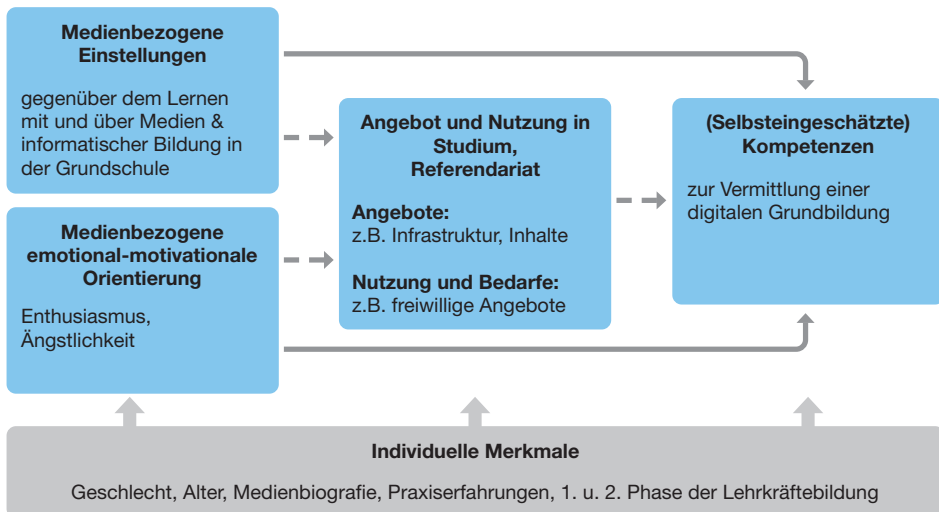 Medienbezogene
Einstellungen
gegenüber dem Lernen
mit und über Medien &
informatischer Bildung in
der Grundschule
Medienbezogene
emotional-motivationale
Orientierung
Enthusiasmus,
Ängstlichkeit
Angebot und Nutzung in
Studium,
Referendariat
Angebote:
z.B. Infrastruktur, Inhalte
Nutzung und Bedarfe:
z.B. freiwillige Angebote
(Selbsteingeschätzte)
Kompetenzen
zur Vermittlung einer
digitalen Grundbildung
Individuelle Merkmale
Geschlecht, Alter, Medienbiografie, Praxiserfahrungen, 1. u. 2. Phase der Lehrkräftebildung